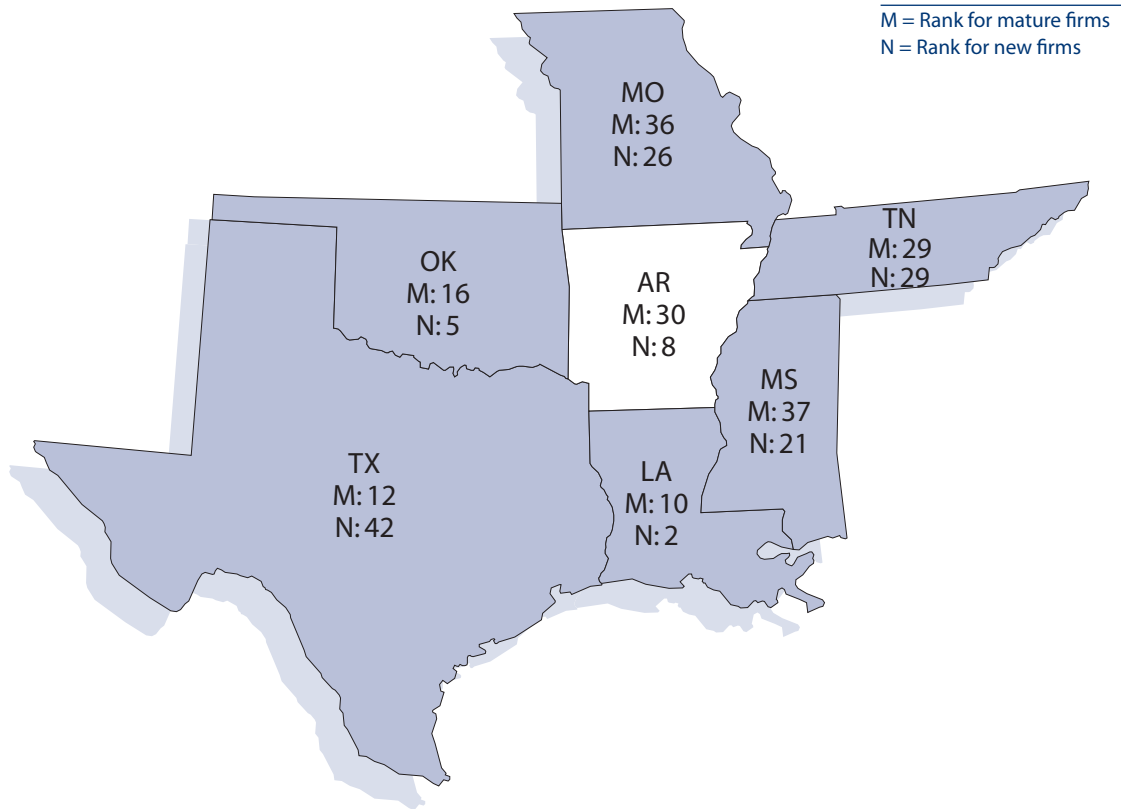 M = Rank for mature firms
N = Rank for new firms
MO
M: 36
N: 26
TN
M: 29
N: 29
OK
M: 16
N: 5
AR
M: 30
N: 8
MS
M: 37
N: 21
TX
M: 12
N: 42
LA
M: 10
N: 2